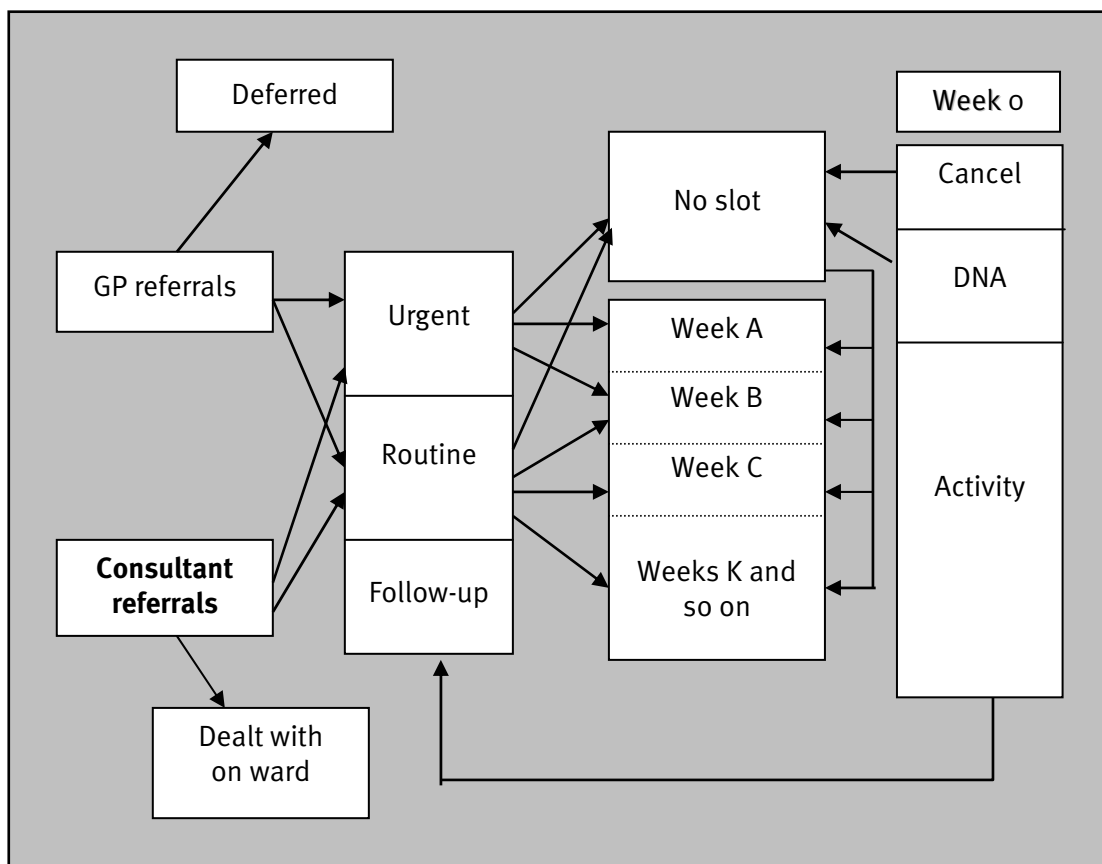 Deferred
Week 0
Cancel
No slot
DNA
GP referrals
Urgent
Week A
Week B
Routine
Week C
Activity
Consultant
referrals
Follow-up
Weeks K and
so on
Dealt with
on ward